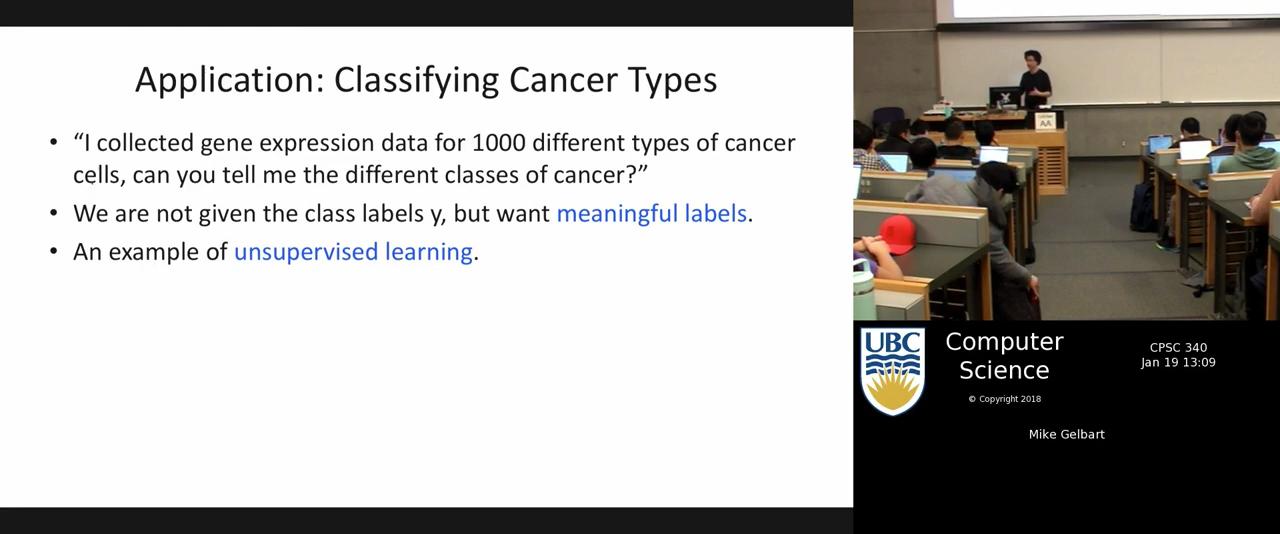 Application: Classifying Cancer Types
• “I collected gene expression data for 1000 different types of cancer
cells, can you tell me the different classes of cancer?”
• We are not given the class labels y, but want meaningful labels.
• An example of unsupervised learning.
AA
UBC
Computer
Science
© Copyright 2018
CPSC 340
Jan 19 13:09
Mike Gelbart